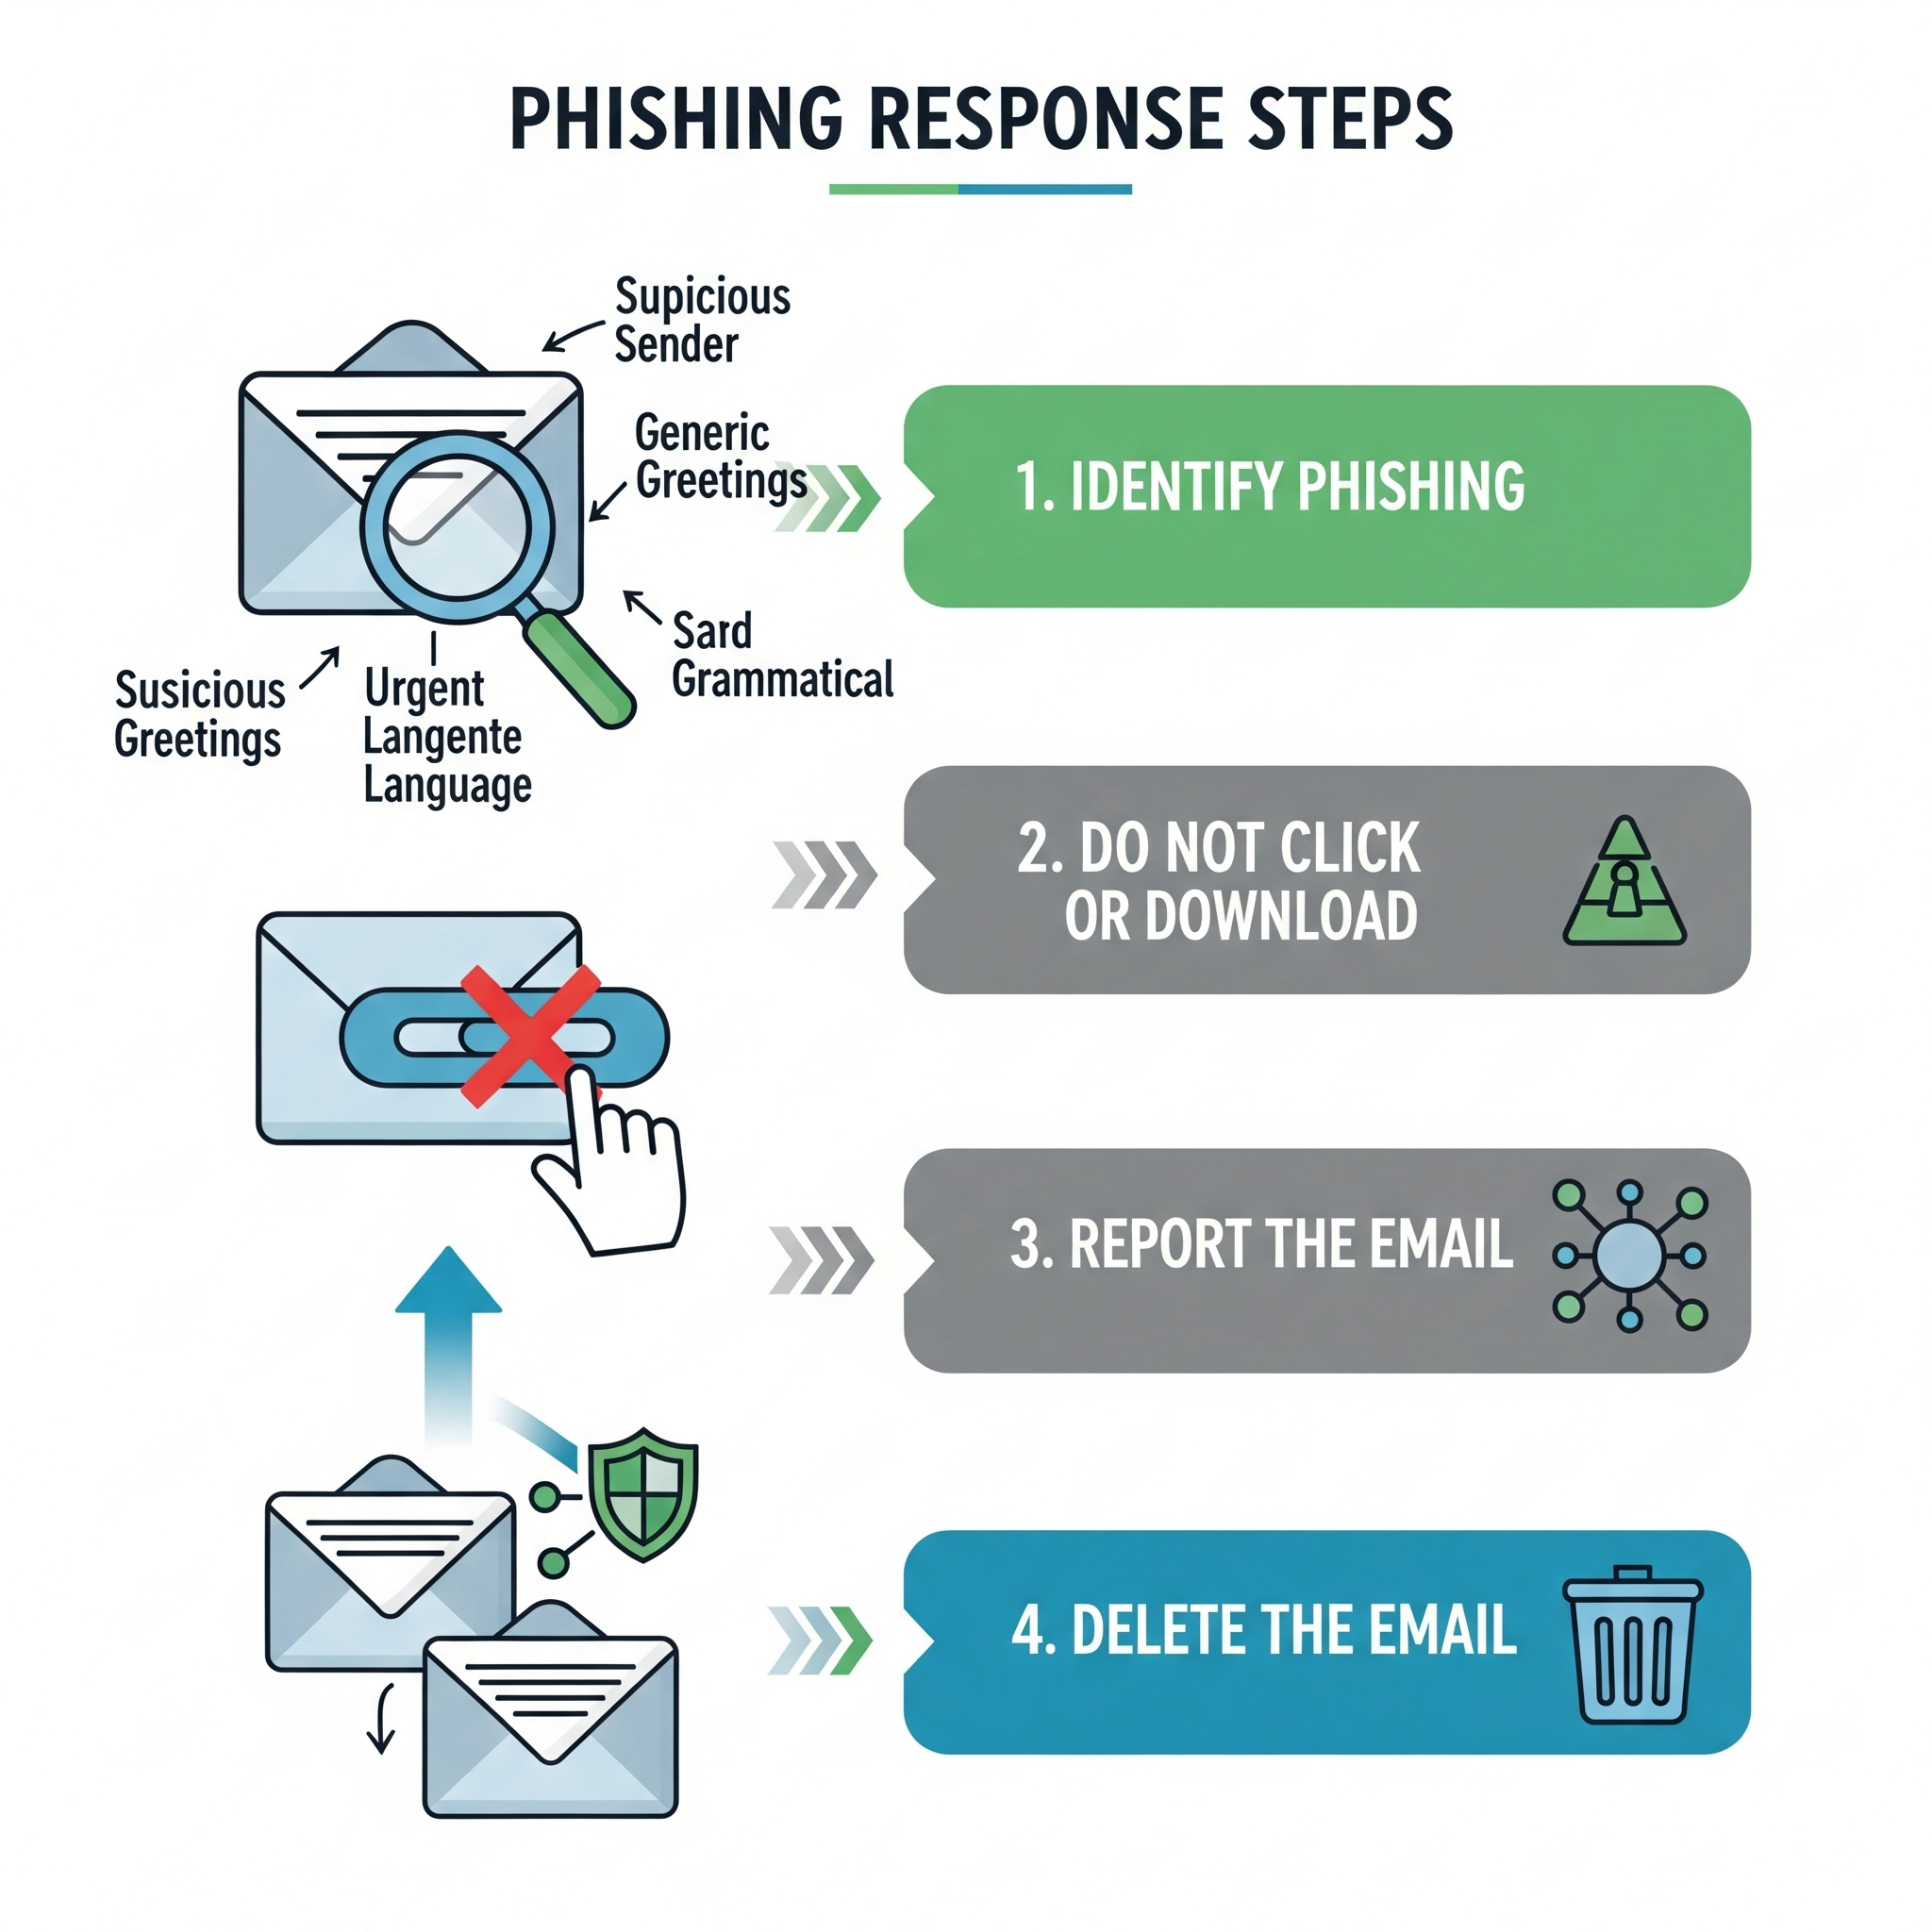 PHISHING RESPONSE STEPS
Supicious
Sender
Generic
Greetings
Sard
Grammatical
Susicious
Greetings
Urgent
Langente
Language
1. IDENTIFY PHISHING
2. DO NOT CLICK
OR DOWNLOAD
3. REPORT THE EMAIL
4. DELETE THE EMAIL